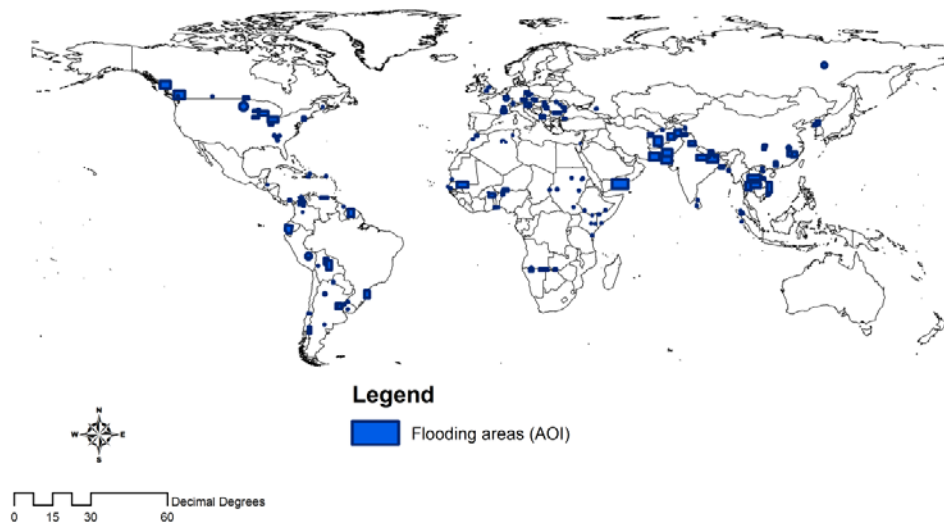 Legend
Flooding areas (AOI)
N
W E
S
Decimal Degrees
0 15 30 60